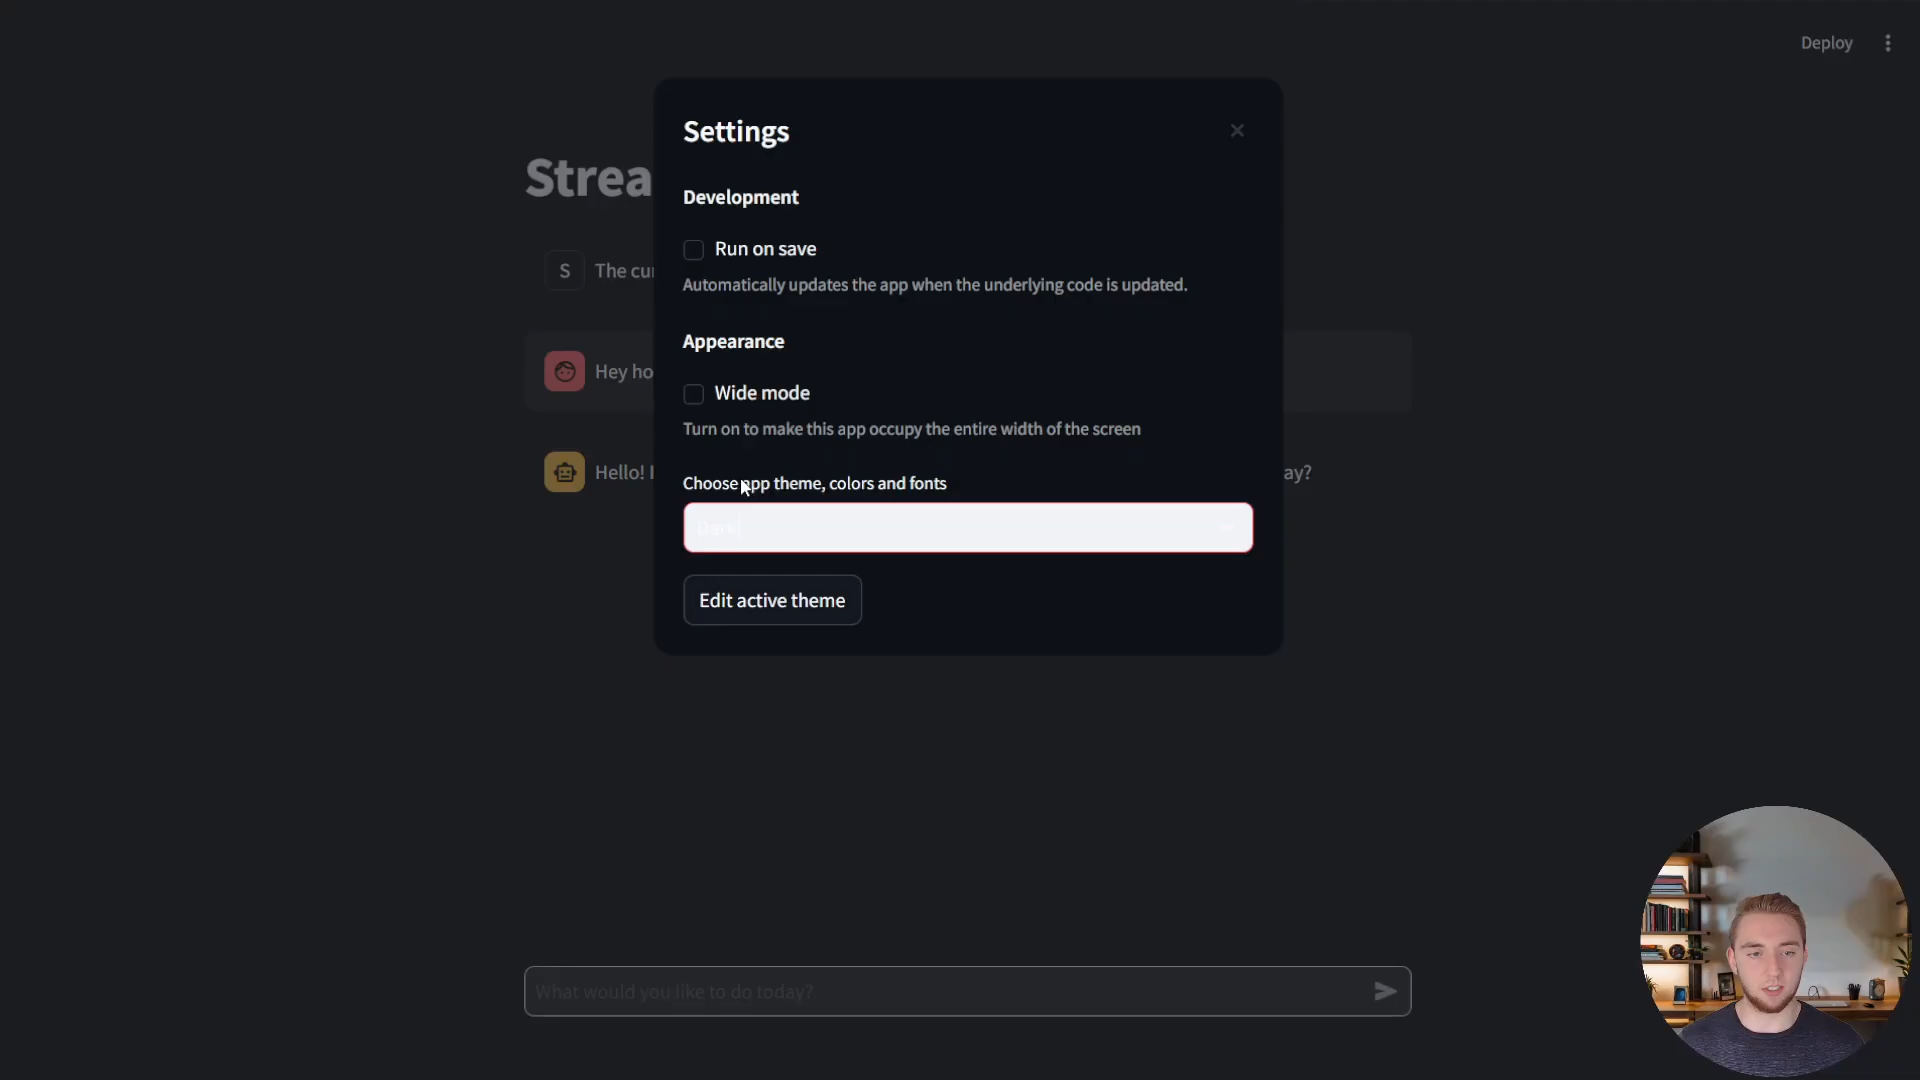 Deploy
Settings
Strea
Development
Run on save
S
The cur
Automatically updates the app when the underlying code is updated.
Appearance
Hey ho
Wide mode
Turn on to make this app occupy the entire width of the screen
Hello! I
ay?
Choose app theme, colors and fonts
Dark
Edit active theme
What would you like to do today?